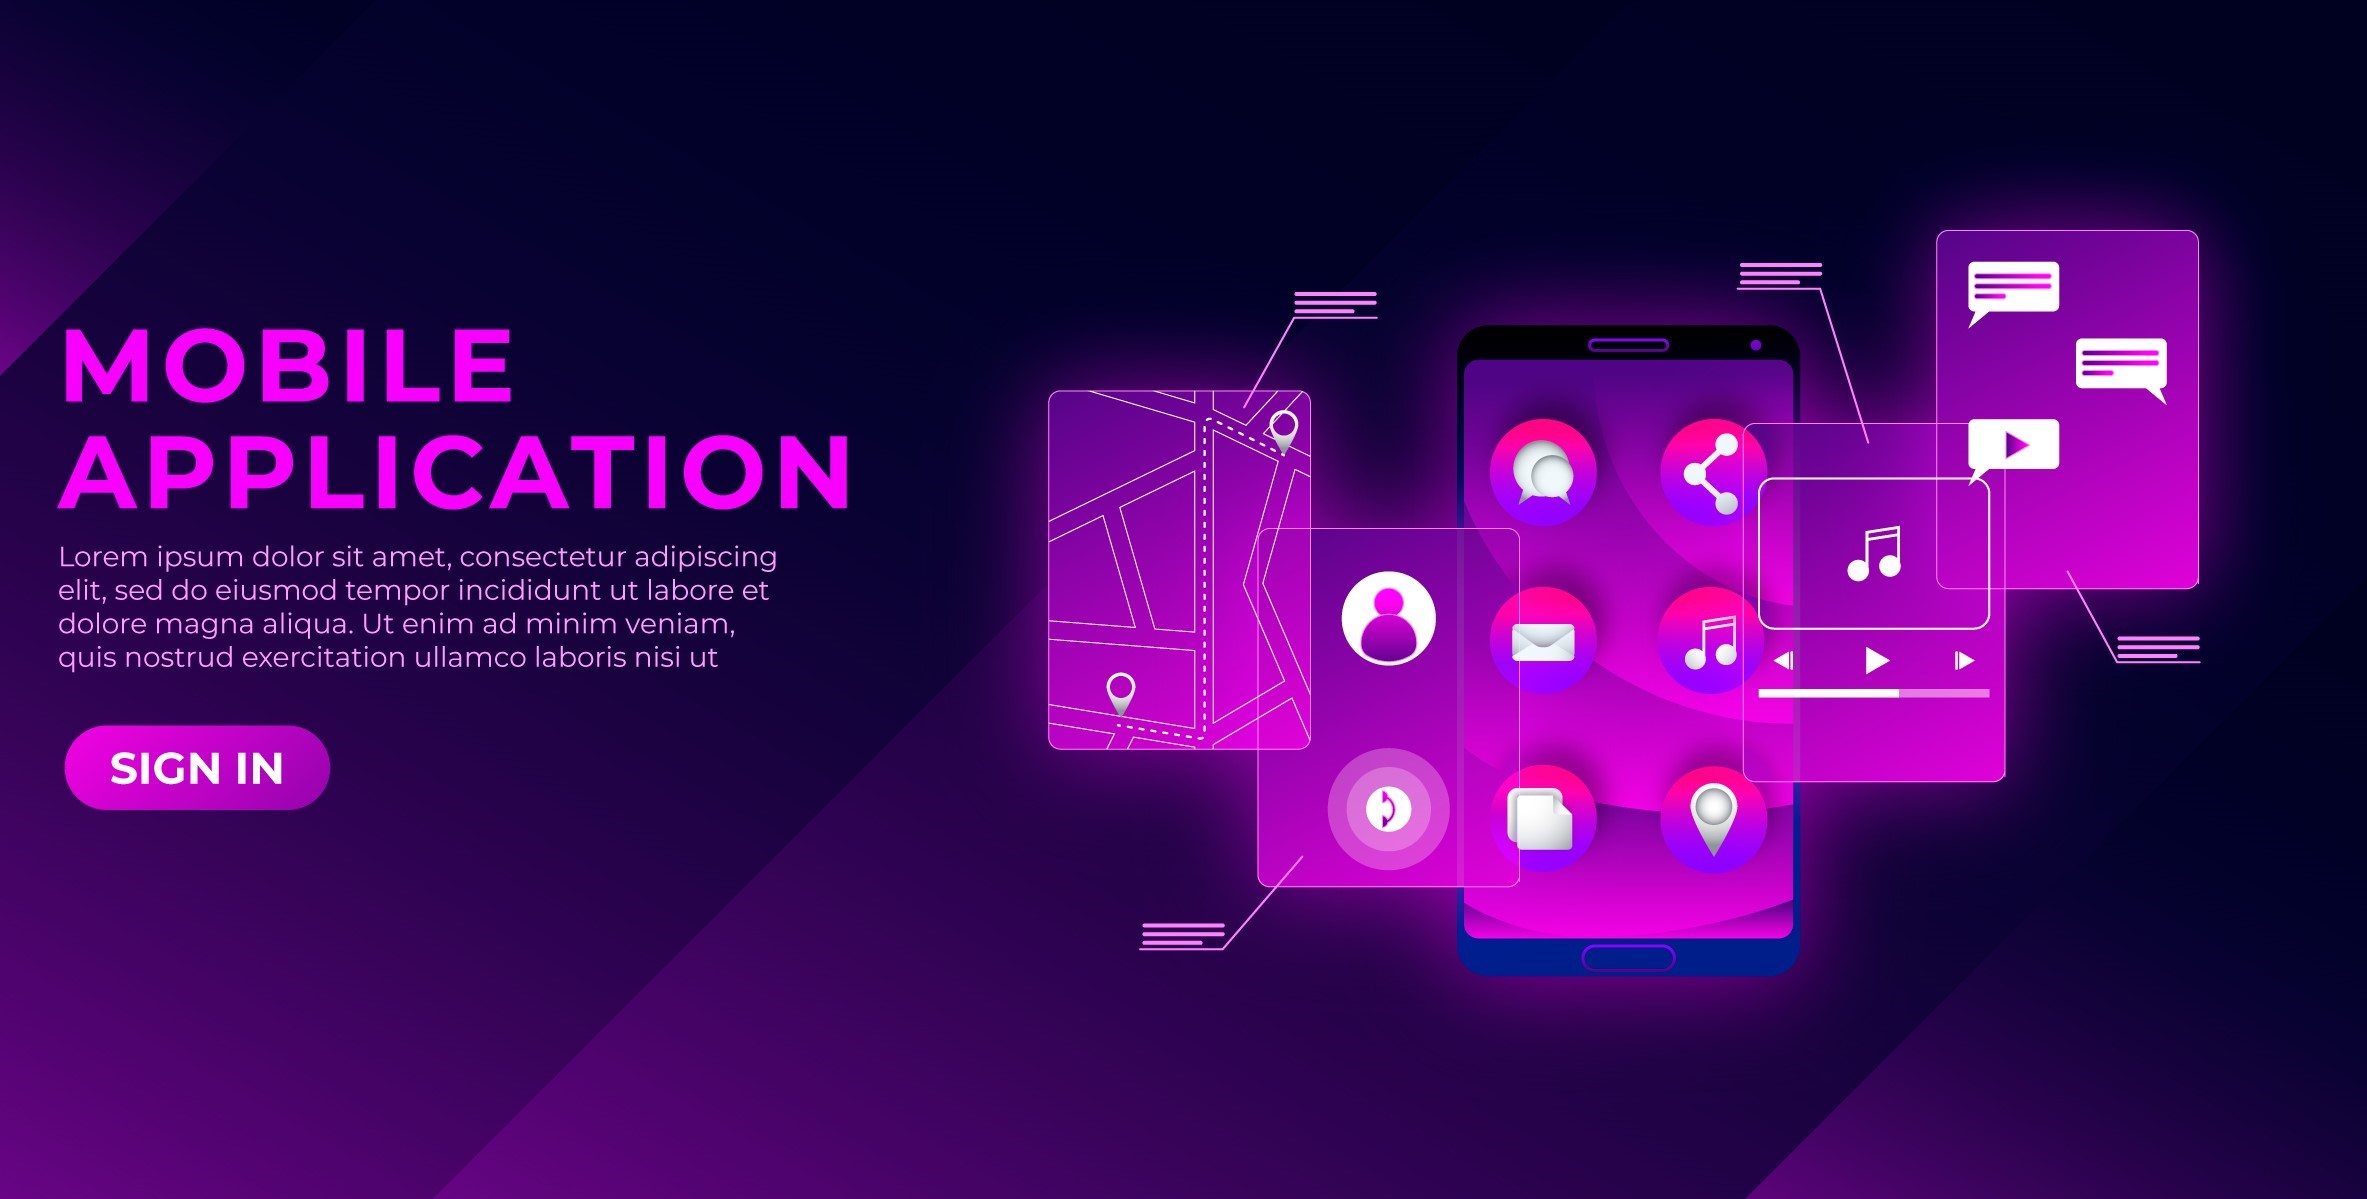 MOBILE
APPLICATION
Lorem ipsum dolor sit amet, consectetur adipiscing
elit, sed do eiusmod tempor incididunt ut labore et
dolore magna aliqua. Ut enim ad minim veniam,
quis nostrud exercitation ullamco laboris nisi ut
SIGN IN